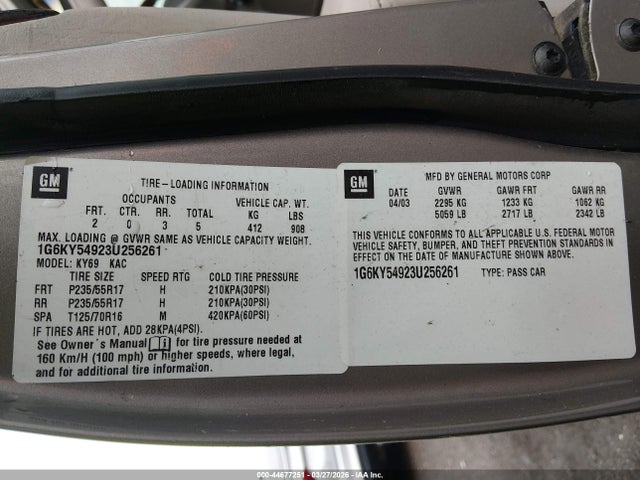 GM
TIRE-LOADING INFORMATION
OCCUPANTS VEHICLE CAP. WT.
FRT. CTR. RR. TOTAL KG LBS
2 0 3 5 412 908
MAX. LOADING @ GVWR SAME AS VEHICLE CAPACITY WEIGHT.
1G6KY54923U256261
MODEL: KY69 KAC
TIRE SIZE SPEED RTG COLD TIRE PRESSURE
FRT P235/55R17 H 210KPA(30PSI)
RR P235/55R17 H 210KPA(30PSI)
SPA T125/70R16 M 420KPA(60PSI)
IF TIRES ARE HOT, ADD 28KPA(4PSI).
See Owner's Manual for tire pressure needed at
160 Km/H (100 mph) or higher speeds, where legal,
and for additional tire information.
GM
MFD BY GENERAL MOTORS CORP
DATE GVWR GAWR FRT GAWR RR
04/03 2295 KG 1233 KG 1062 KG
5059 LB 2717 LB 2342 LB
THIS VEHICLE CONFORMS TO ALL APPLICABLE U.S. FEDERAL MOTOR
VEHICLE SAFETY, BUMPER, AND THEFT PREVENTION STANDARDS IN
EFFECT ON THE DATE OF MANUFACTURE SHOWN ABOVE.
1G6KY54923U256261 TYPE: PASS CAR
000-44677251 - 03/27/2026 - IAAI.COM